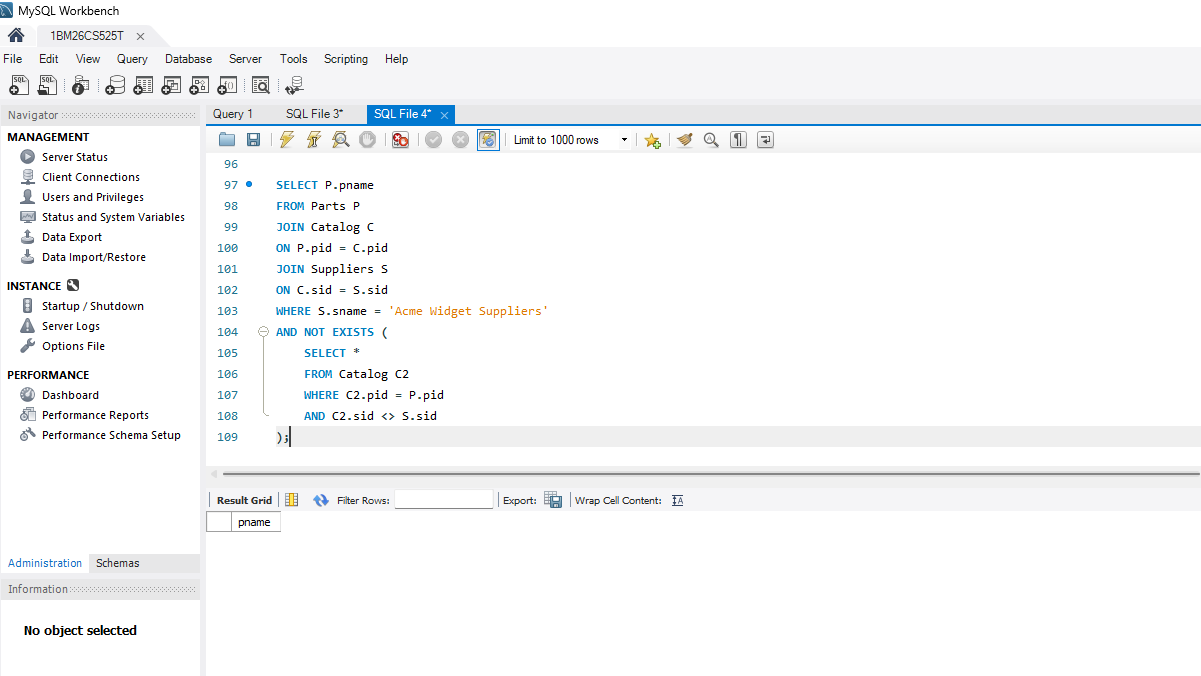 MySQL Workbench
1BM26CS525T
File Edit View Query Database Server Tools Scripting Help
Navigator
MANAGEMENT
Server Status
Client Connections
Users and Privileges
Status and System Variables
Data Export
Data Import/Restore
INSTANCE
Startup / Shutdown
Server Logs
Options File
PERFORMANCE
Dashboard
Performance Reports
Performance Schema Setup
Administration Schemas
Information
No object selected
Query 1 SQL File 3* SQL File 4*
Limit to 1000 rows
96
97 SELECT P.pname
98 FROM Parts P
99 JOIN Catalog C
100 ON P.pid = C.pid
101 JOIN Suppliers S
102 ON C.sid = S.sid
103 WHERE S.sname = 'Acme Widget Suppliers'
104 AND NOT EXISTS (
105 SELECT *
106 FROM Catalog C2
107 WHERE C2.pid = P.pid
108 AND C2.sid <> S.sid
109 );
Result Grid Filter Rows: Export: Wrap Cell Content:
pname